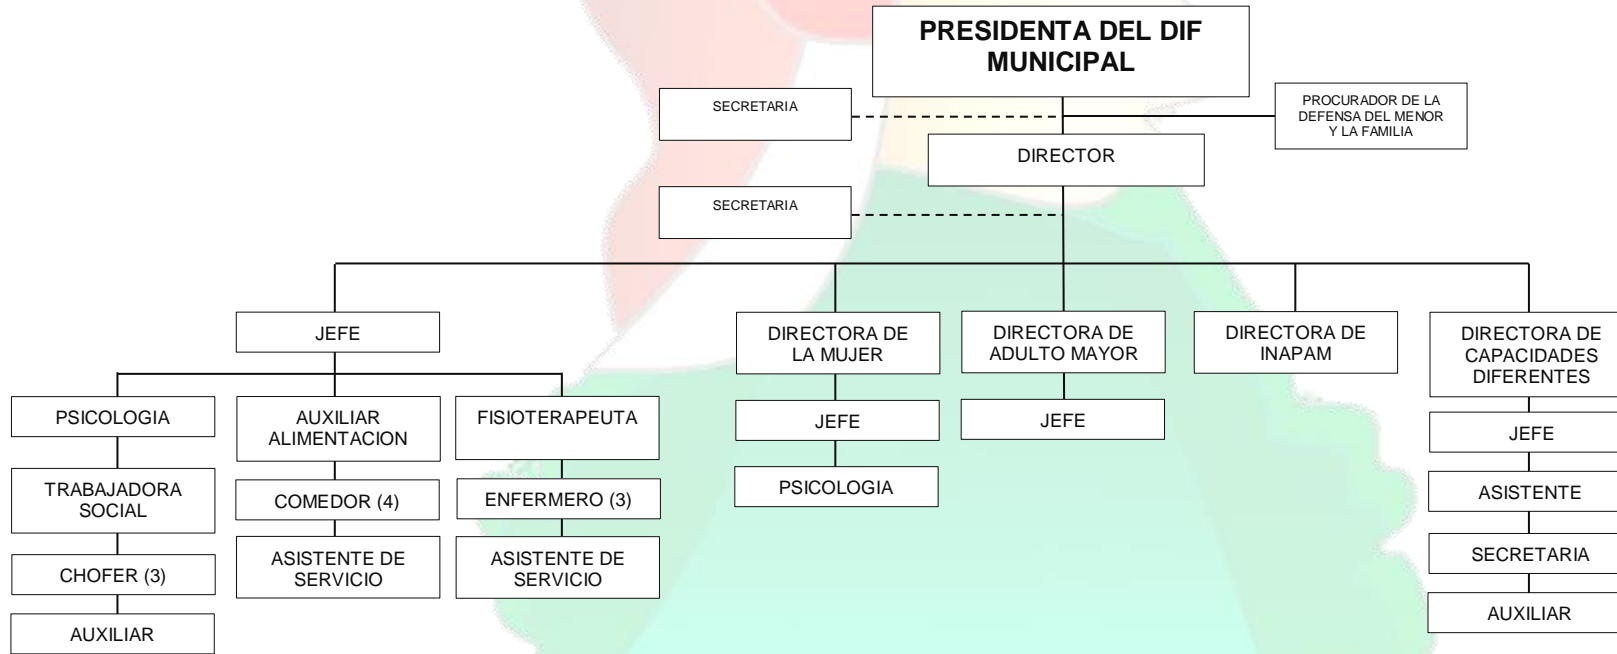 PRESIDENTA DEL DIF
MUNICIPAL
SECRETARIA
PROCURADOR DE LA
DEFENSA DEL MENOR
Y LA FAMILIA
DIRECTOR
SECRETARIA
JEFE
DIRECTORA DE
LA MUJER
DIRECTORA DE
ADULTO MAYOR
DIRECTORA DE
INAPAM
DIRECTORA DE
CAPACIDADES
DIFERENTES
PSICOLOGIA
AUXILIAR
ALIMENTACION
FISIOTERAPEUTA
JEFE
JEFE
JEFE
TRABAJADORA
SOCIAL
COMEDOR (4)
ENFERMERO (3)
PSICOLOGIA
ASISTENTE
CHOFER (3)
ASISTENTE DE
SERVICIO
ASISTENTE DE
SERVICIO
SECRETARIA
AUXILIAR
AUXILIAR